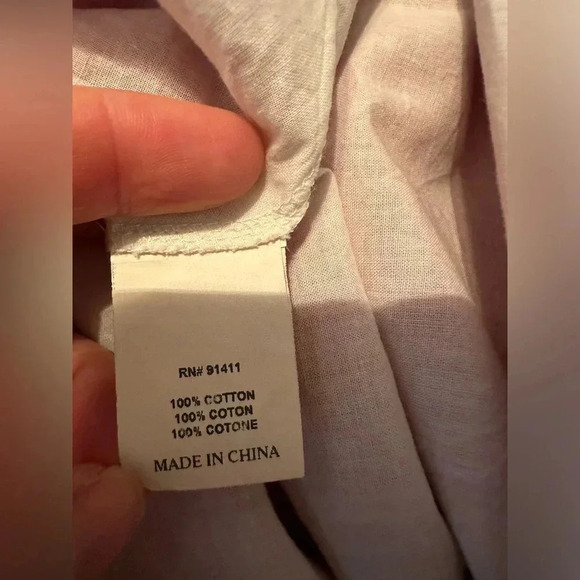 RN# 91411
100% COTTON
100% COTON
100% COTONE
MADE IN CHINA